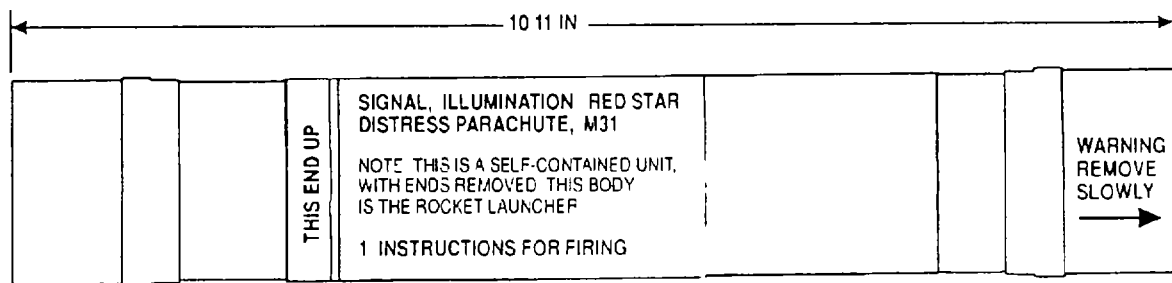 10 11 IN
THIS END UP
SIGNAL, ILLUMINATION RED STAR
DISTRESS PARACHUTE, M31
NOTE THIS IS A SELF-CONTAINED UNIT,
WITH ENDS REMOVED THIS BODY
IS THE ROCKET LAUNCHER
1 INSTRUCTIONS FOR FIRING
WARNING
REMOVE
SLOWLY